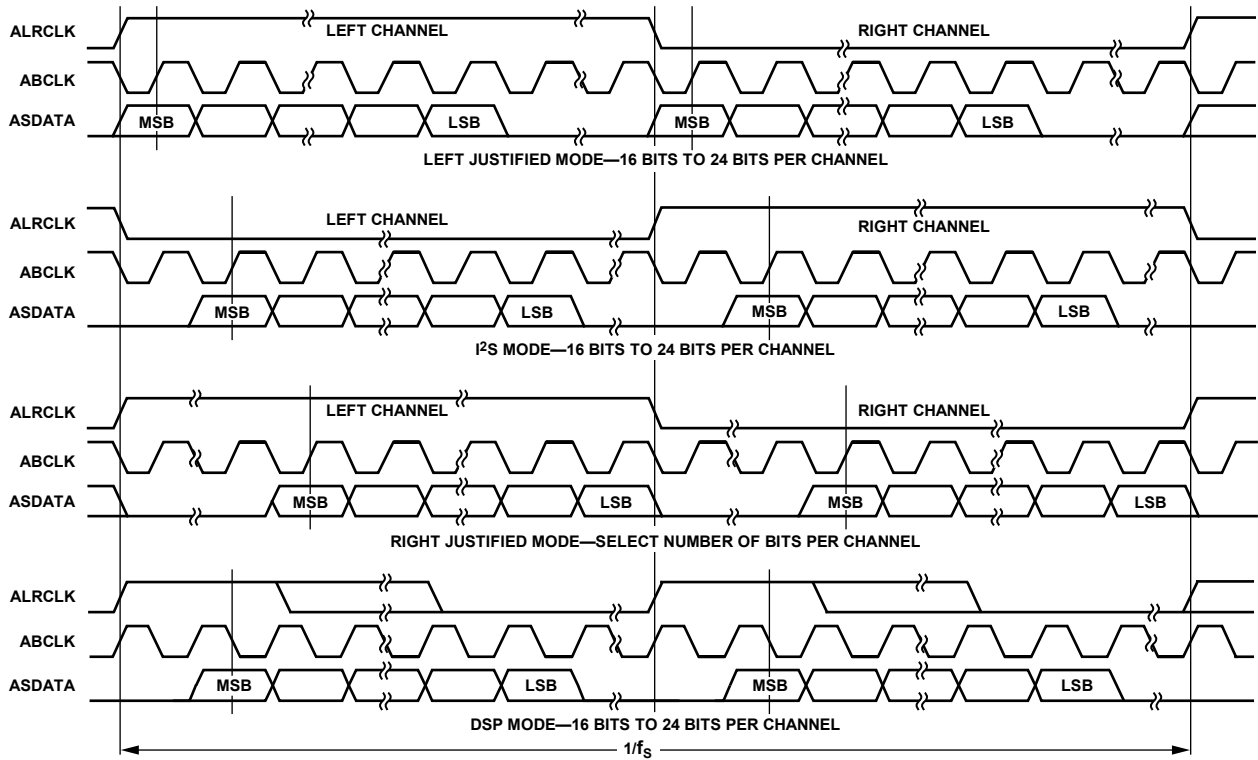 ALRCLK LEFT CHANNEL RIGHT CHANNEL
ABCLK
ASDATA MSB LSB MSB LSB
LEFT JUSTIFIED MODE—16 BITS TO 24 BITS PER CHANNEL
ALRCLK LEFT CHANNEL RIGHT CHANNEL
ABCLK
ASDATA MSB LSB MSB LSB
I²S MODE—16 BITS TO 24 BITS PER CHANNEL
ALRCLK LEFT CHANNEL RIGHT CHANNEL
ABCLK
ASDATA MSB LSB MSB LSB
RIGHT JUSTIFIED MODE—SELECT NUMBER OF BITS PER CHANNEL
ALRCLK
ABCLK
ASDATA MSB LSB MSB LSB
DSP MODE—16 BITS TO 24 BITS PER CHANNEL
1/fS